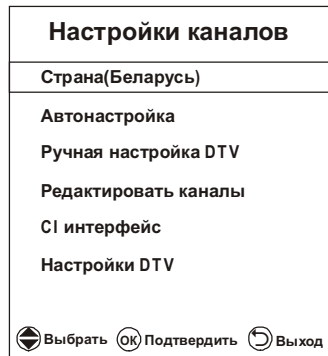 Настройки каналов
Страна(Беларусь)
Автонастройка
Ручная настройка DTV
Редактировать каналы
CI интерфейс
Настройки DTV
Выбрать OK Подтвердить Выход